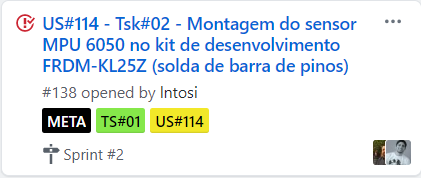 US#114 - Tsk#02 - Montagem do sensor
MPU 6050 no kit de desenvolvimento
FRDM-KL25Z (solda de barra de pinos)
#138 opened by Intosi
META TS#01 US#114
Sprint #2